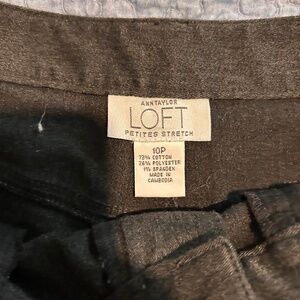 ANNTAYLOR
LOFT
PETITES STRETCH
10P
73% COTTON
26% POLYESTER
1% SPANDEX
MADE IN
CAMBODIA